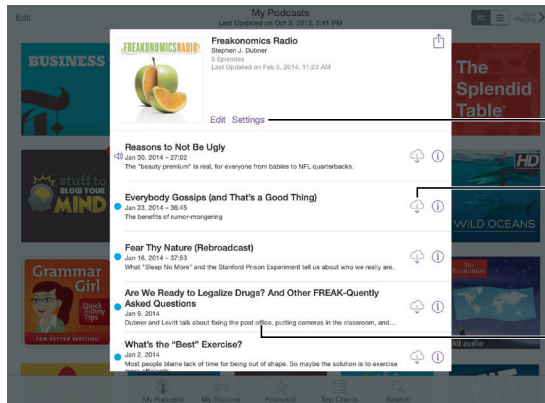 Edit
My Podcasts
Last Updated on Oct 3, 2013, 5:41 PM
Now
Playing
BUSINESS
FREAKONOMICS RADIO
Freakonomics Radio
Stephen J. Dubner
5 Episodes
Last Updated on Feb 5, 2014, 11:23 AM
Edit Settings
The
Splendid
Table
Reasons to Not Be Ugly
Jan 30, 2014 – 27:02
The "beauty premium" is real, for everyone from babies to NFL quarterbacks.
stuff to
BLOW YOUR
MIND
HD
WILD OCEANS
Everybody Gossips (and That's a Good Thing)
Jan 23, 2014 – 36:45
The benefits of rumor-mongering
Fear Thy Nature (Rebroadcast)
Jan 16, 2014 – 37:53
What "Sleep No More" and the Stanford Prison Experiment tell us about who we really are.
Grammar
Girl
Quick
and Dirty
Tips
FOR BETTER WRITING
The
Economist
All audio
Are We Ready to Legalize Drugs? And Other FREAK-Quently
Asked Questions
Jan 9, 2014
Dubner and Levitt talk about fixing the post office, putting cameras in the classroom, and...
What's the "Best" Exercise?
Jan 2, 2014
Most people blame lack of time for being out of shape. So maybe the solution is to exercise
more efficiently.
My Podcasts My Stations Featured Top Charts Search